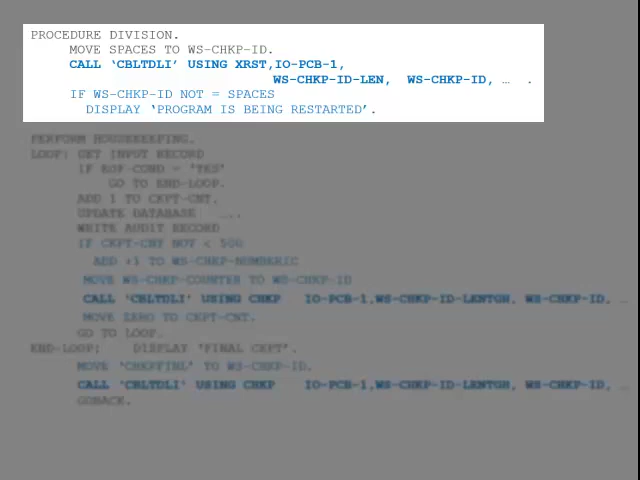 PROCEDURE DIVISION.
MOVE SPACES TO WS-CHKP-ID.
CALL ‘CBLTDLI’ USING XRST,IO-PCB-1,
WS-CHKP-ID-LEN, WS-CHKP-ID, … .
IF WS-CHKP-ID NOT = SPACES
DISPLAY ‘PROGRAM IS BEING RESTARTED’.
PERFORM HOUSEKEEPING.
LOOP: GET INPUT RECORD
IF EOF-COND = ‘YES’
GO TO END-LOOP.
ADD 1 TO CKPT-CNT.
UPDATE DATABASE ....
WRITE AUDIT RECORD
IF CKPT-CNT NOT < 500
ADD +1 TO WS-CHKP-NUMBERIC
MOVE WS-CHKP-COUNTER TO WS-CHKP-ID
CALL ‘CBLTDLI’ USING CHKP IO-PCB-1,WS-CHKP-ID-LENTGH, WS-CHKP-ID, …
MOVE ZERO TO CKPT-CNT.
GO TO LOOP.
END-LOOP; DISPLAY ‘FINAL CKPT’.
MOVE ‘CHKPFINL’ TO WS-CHKP-ID.
CALL ‘CBLTDLI’ USING CHKP IO-PCB-1,WS-CHKP-ID-LENTGH, WS-CHKP-ID, …
GOBACK.